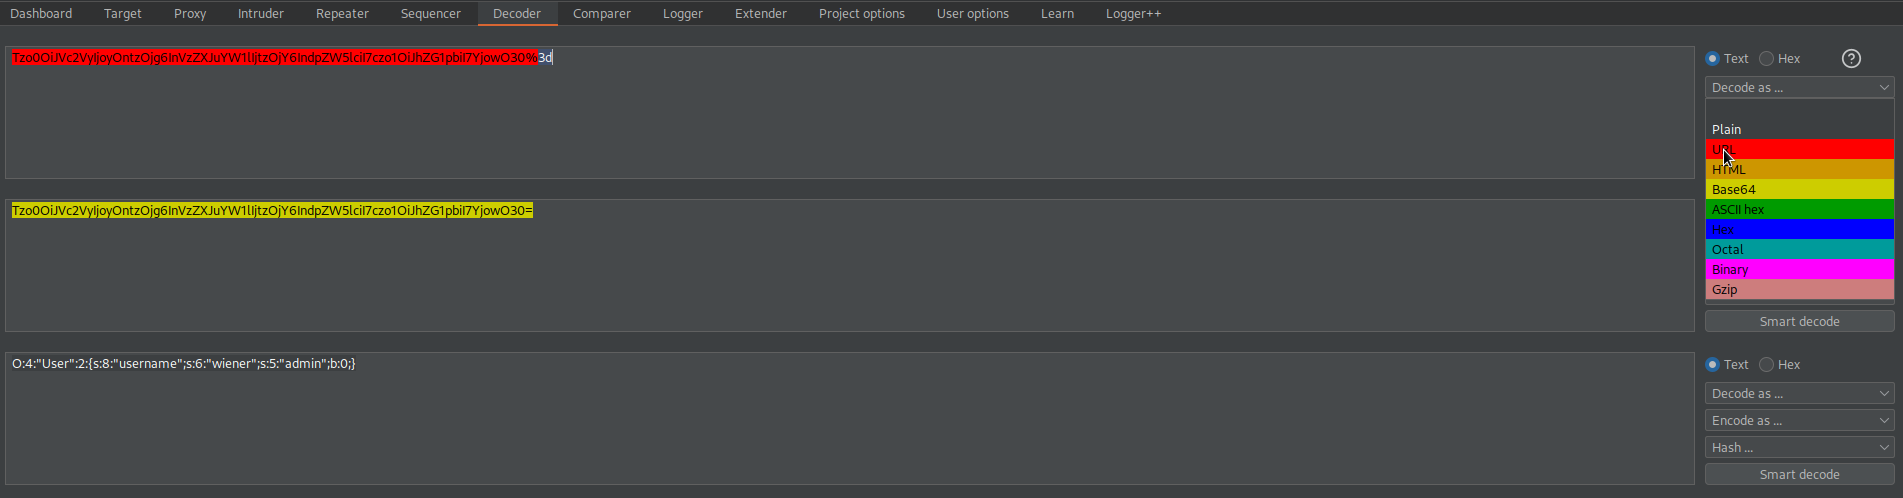 Dashboard Target Proxy Intruder Repeater Sequencer Decoder Comparer Logger Extender Project options User options Learn Logger++
Tzo0OiJVc2VyIjoyOntzOjg6InVzZXJuYW1lIjtzOjY6IndpZW5lciI7czo1OiJhZG1pbiI7YjowO30%3d
Text Hex ?
Decode as ...
Plain
URL
HTML
Base64
ASCII hex
Hex
Octal
Binary
Gzip
Tzo0OiJVc2VyIjoyOntzOjg6InVzZXJuYW1lIjtzOjY6IndpZW5lciI7czo1OiJhZG1pbiI7YjowO30=
Smart decode
O:4:"User":2:{s:8:"username";s:6:"wiener";s:5:"admin";b:0;}
Text Hex
Decode as ...
Encode as ...
Hash ...
Smart decode